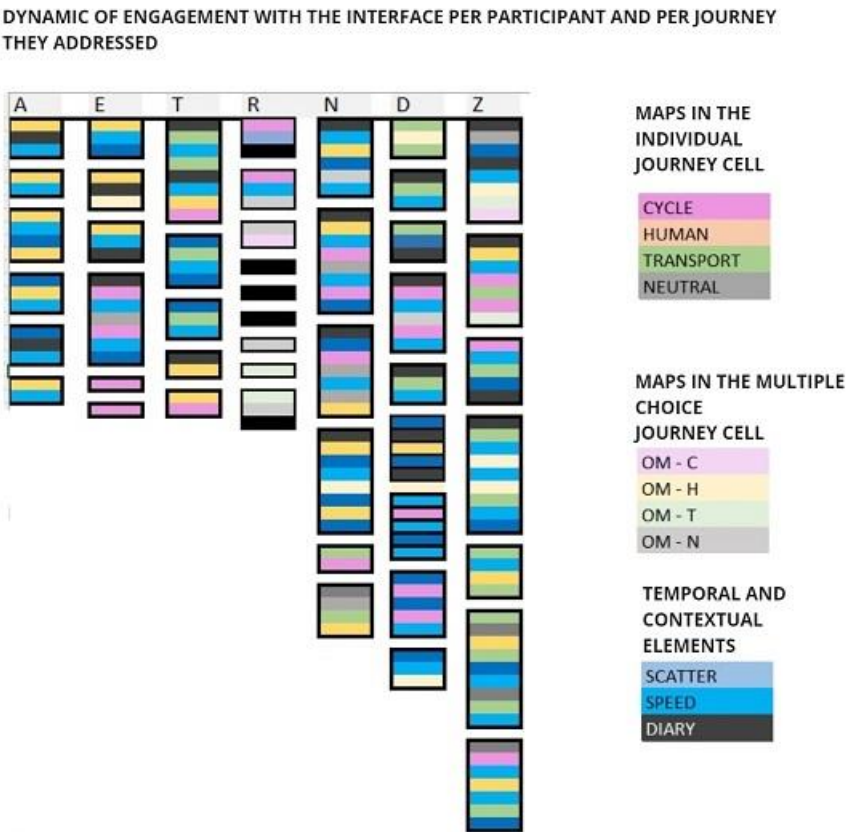 DYNAMIC OF ENGAGEMENT WITH THE INTERFACE PER PARTICIPANT AND PER JOURNEY
THEY ADDRESSED
A E T R N D Z
MAPS IN THE
INDIVIDUAL
JOURNEY CELL
CYCLE
HUMAN
TRANSPORT
NEUTRAL
MAPS IN THE MULTIPLE
CHOICE
JOURNEY CELL
OM - C
OM - H
OM - T
OM - N
TEMPORAL AND
CONTEXTUAL
ELEMENTS
SCATTER
SPEED
DIARY